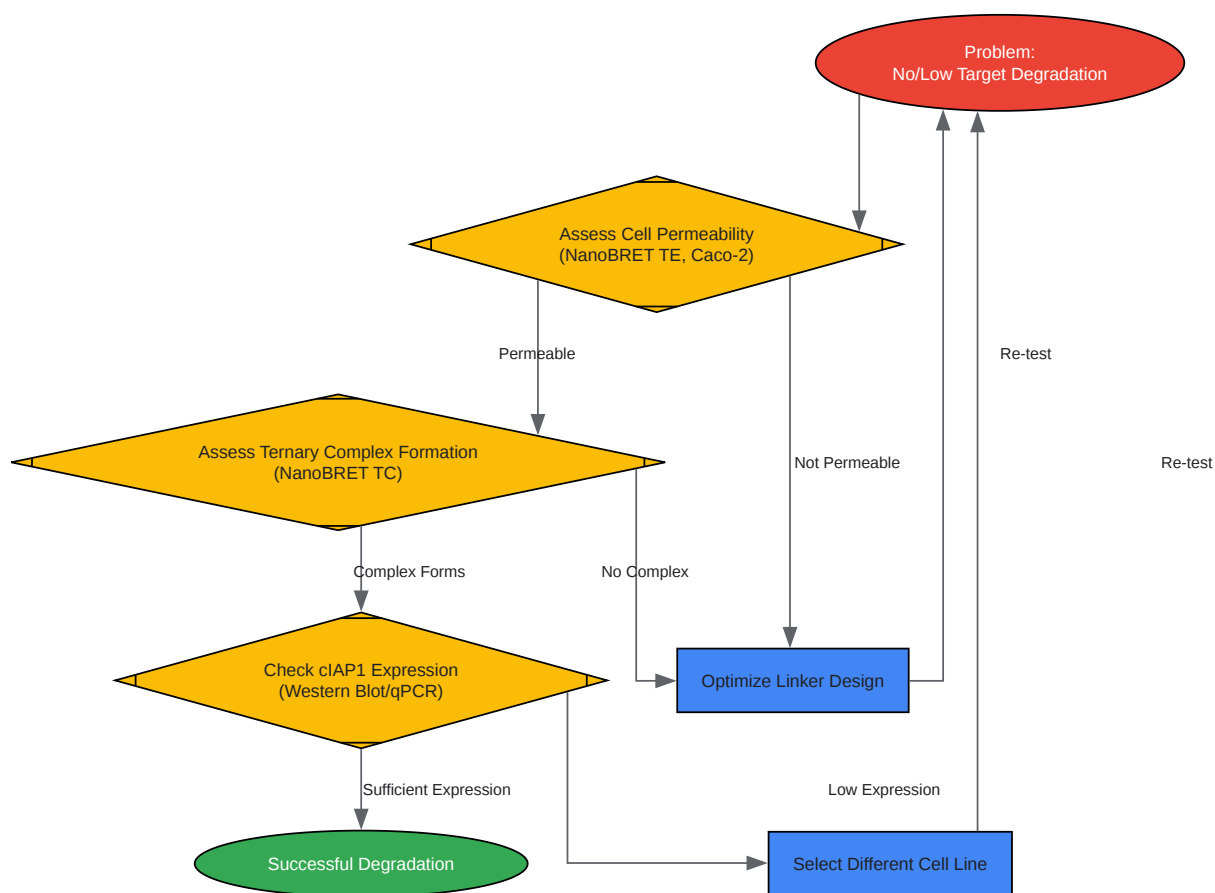 Problem:
No/Low Target Degradation
Assess Cell Permeability
(NanoBRET TE, Caco-2)
Permeable
Re-test
Assess Ternary Complex Formation
(NanoBRET TC)
Not Permeable
Re-test
Complex Forms
No Complex
Check cIAP1 Expression
(Western Blot/qPCR)
Optimize Linker Design
Sufficient Expression
Low Expression
Successful Degradation
Select Different Cell Line